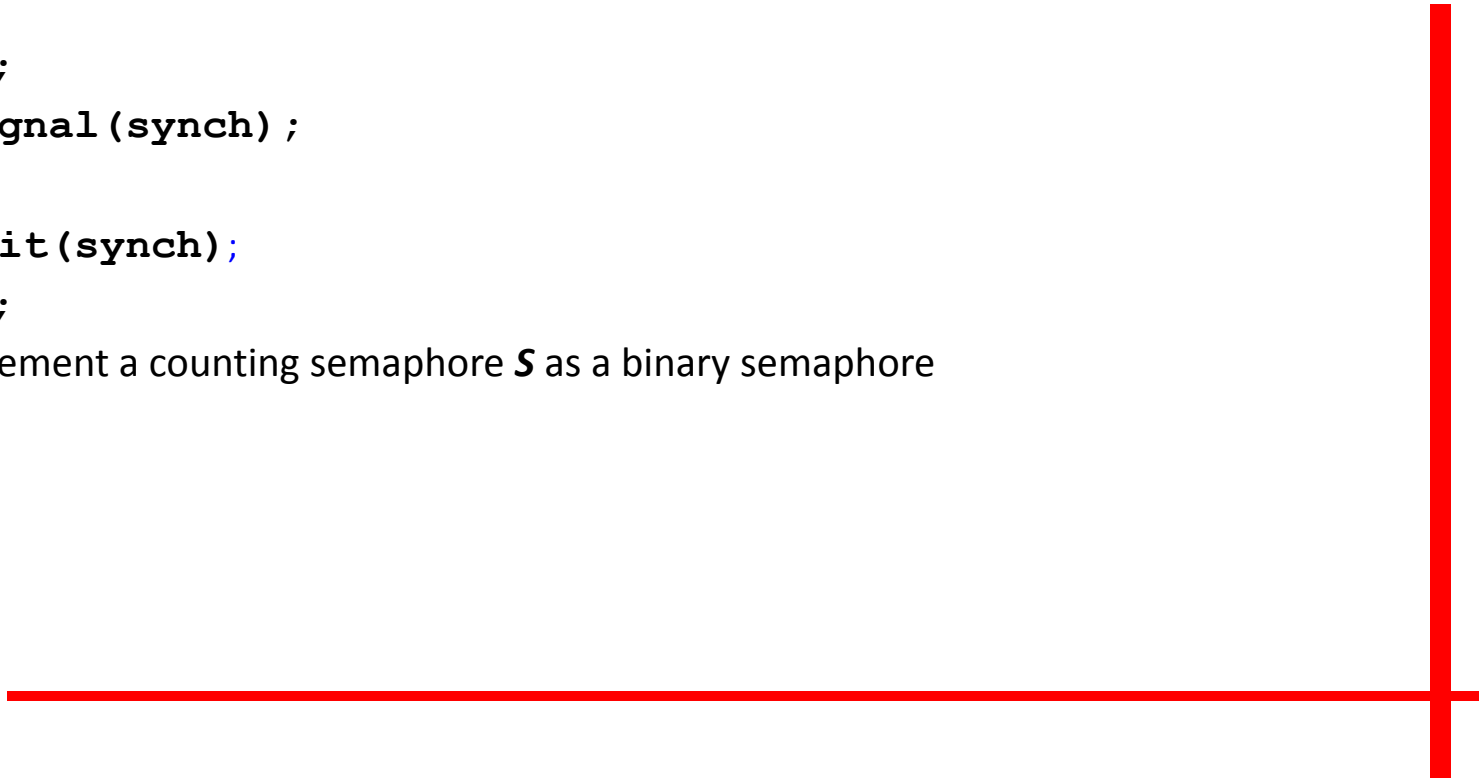 ;
gnal(synch);
it(synch);
;
ement a counting semaphore S as a binary semaphore